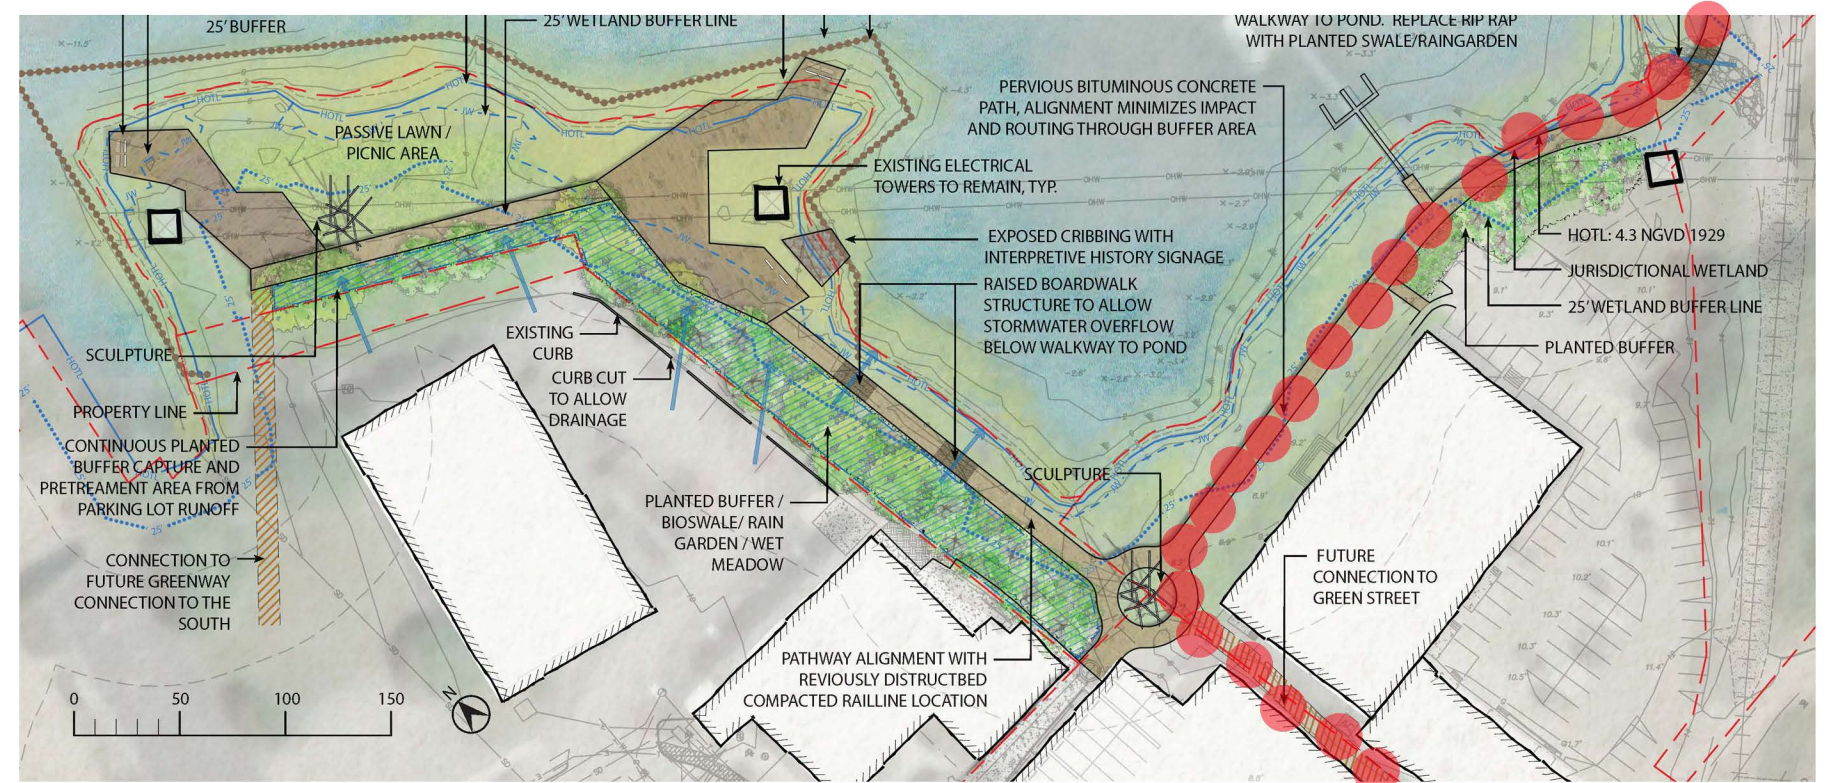 25' BUFFER
25' WETLAND BUFFER LINE
WALKWAY TO POND. REPLACE RIP RAP
WITH PLANTED SWALE/RAINGARDEN
PASSIVE LAWN /
PICNIC AREA
PERVIOUS BITUMINOUS CONCRETE
PATH, ALIGNMENT MINIMIZES IMPACT
AND ROUTING THROUGH BUFFER AREA
EXISTING ELECTRICAL
TOWERS TO REMAIN, TYP.
EXPOSED CRIBBING WITH
INTERPRETIVE HISTORY SIGNAGE
RAISED BOARDWALK
STRUCTURE TO ALLOW
STORMWATER OVERFLOW
BELOW WALKWAY TO POND
HOTL: 4.3 NGVD 1929
JURISDICTIONAL WETLAND
25' WETLAND BUFFER LINE
PLANTED BUFFER
EXISTING
CURB
CURB CUT
TO ALLOW
DRAINAGE
SCULPTURE
PROPERTY LINE
CONTINUOUS PLANTED
BUFFER CAPTURE AND
PRETREAMENT AREA FROM
PARKING LOT RUNOFF
CONNECTION TO
FUTURE GREENWAY
CONNECTION TO THE
SOUTH
PLANTED BUFFER /
BIOSWALE/ RAIN
GARDEN / WET
MEADOW
SCULPTURE
FUTURE
CONNECTION TO
GREEN STREET
PATHWAY ALIGNMENT WITH
REVIOUSLY DISTRUCTBED
COMPACTED RAILLINE LOCATION
0 50 100 150
N